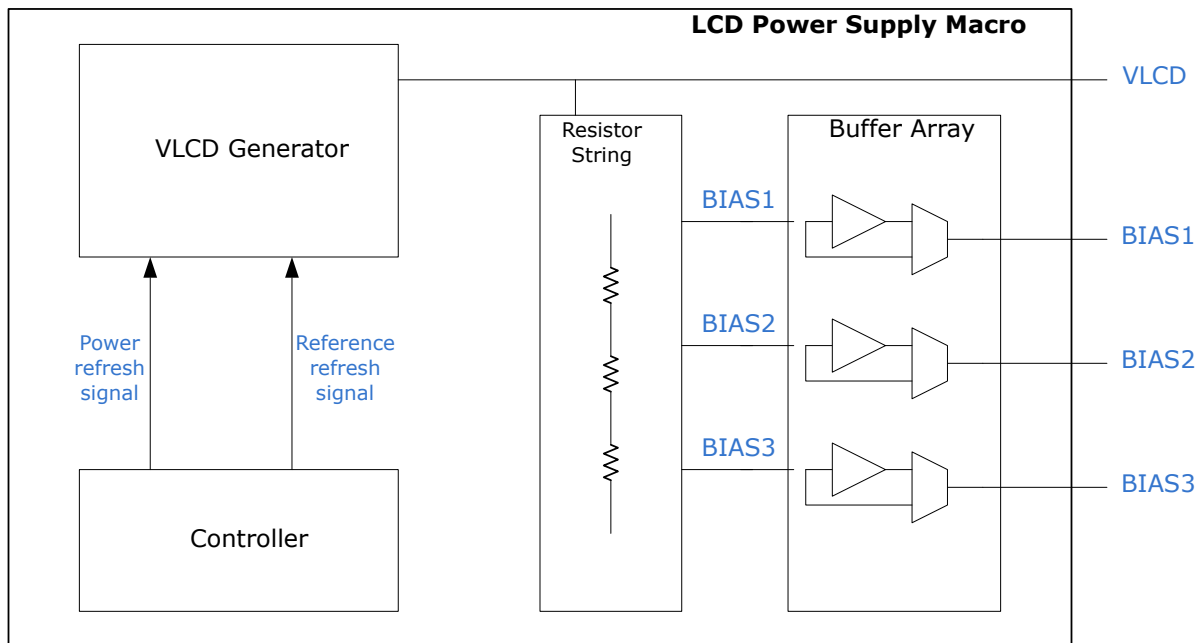 LCD Power Supply Macro
VLCD
VLCD Generator
Resistor
String
Buffer Array
BIAS1
BIAS1
BIAS2
BIAS2
BIAS3
BIAS3
Power
refresh
signal
Reference
refresh
signal
Controller